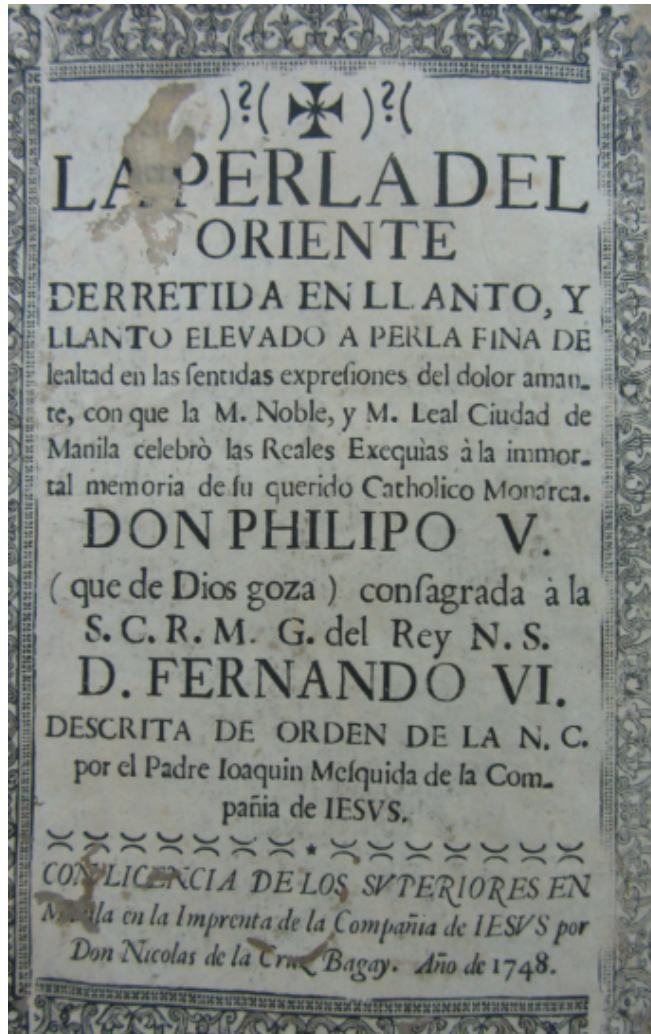 )?( ✠ )?(
LA PERLA DEL
ORIENTE
DERRETIDA EN LLANTO, Y
LLANTO ELEVADO A PERLA FINA DE
lealtad en las ſentidas expreſiones del dolor aman-
te, con que la M. Noble, y M. Leal Ciudad de
Manila celebrò las Reales Exequìas à la immor-
tal memoria de ſu querido Catholico Monarca.
DON PHILIPO V.
( que de Dios goza ) conſagrada à la
S. C. R. M. G. del Rey N. S.
D. FERNANDO VI.
DESCRITA DE ORDEN DE LA N. C.
por el Padre Ioaquin Meſquida de la Com-
pañia de IESVS.
CON LICENCIA DE LOS SVPERIORES EN
Manila en la Imprenta de la Compañia de IESVS por
Don Nicolas de la Cruz Bagay. Año de 1748.